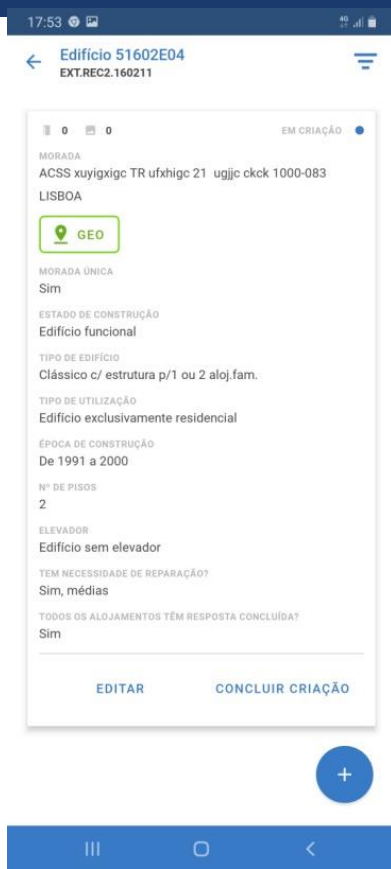 17:53
4G
Edifício 51602E04
EXT.REC2.160211
0 0 EM CRIAÇÃO
MORADA
ACSS xuyigxigc TR ufxhigc 21 ugjjc ckck 1000-083
LISBOA
GEO
MORADA ÚNICA
Sim
ESTADO DE CONSTRUÇÃO
Edifício funcional
TIPO DE EDIFÍCIO
Clássico c/ estrutura p/1 ou 2 aloj.fam.
TIPO DE UTILIZAÇÃO
Edifício exclusivamente residencial
ÉPOCA DE CONSTRUÇÃO
De 1991 a 2000
Nº DE PISOS
2
ELEVADOR
Edifício sem elevador
TEM NECESSIDADE DE REPARAÇÃO?
Sim, médias
TODOS OS ALOJAMENTOS TÊM RESPOSTA CONCLUÍDA?
Sim
EDITAR CONCLUIR CRIAÇÃO
+